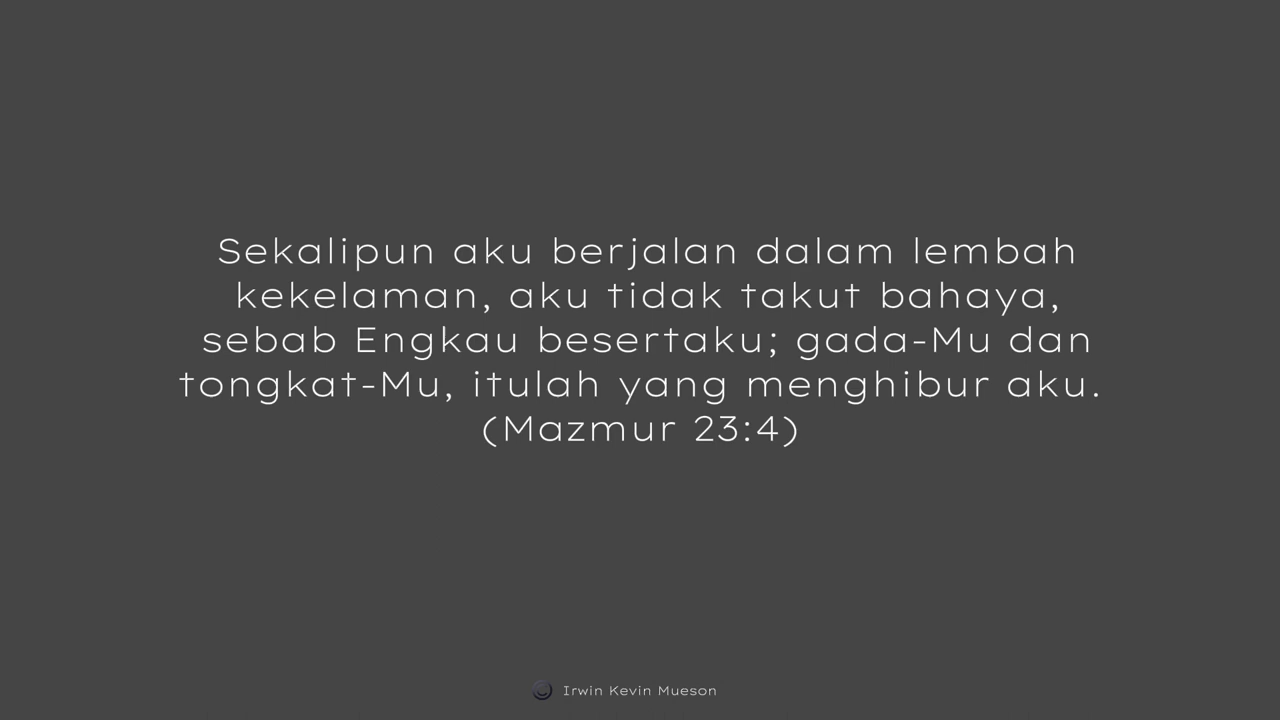 Sekalipun aku berjalan dalam lembah
kekelaman, aku tidak takut bahaya,
sebab Engkau besertaku; gada-Mu dan
tongkat-Mu, itulah yang menghibur aku.
(Mazmur 23:4)
© Irwin Kevin Mueson